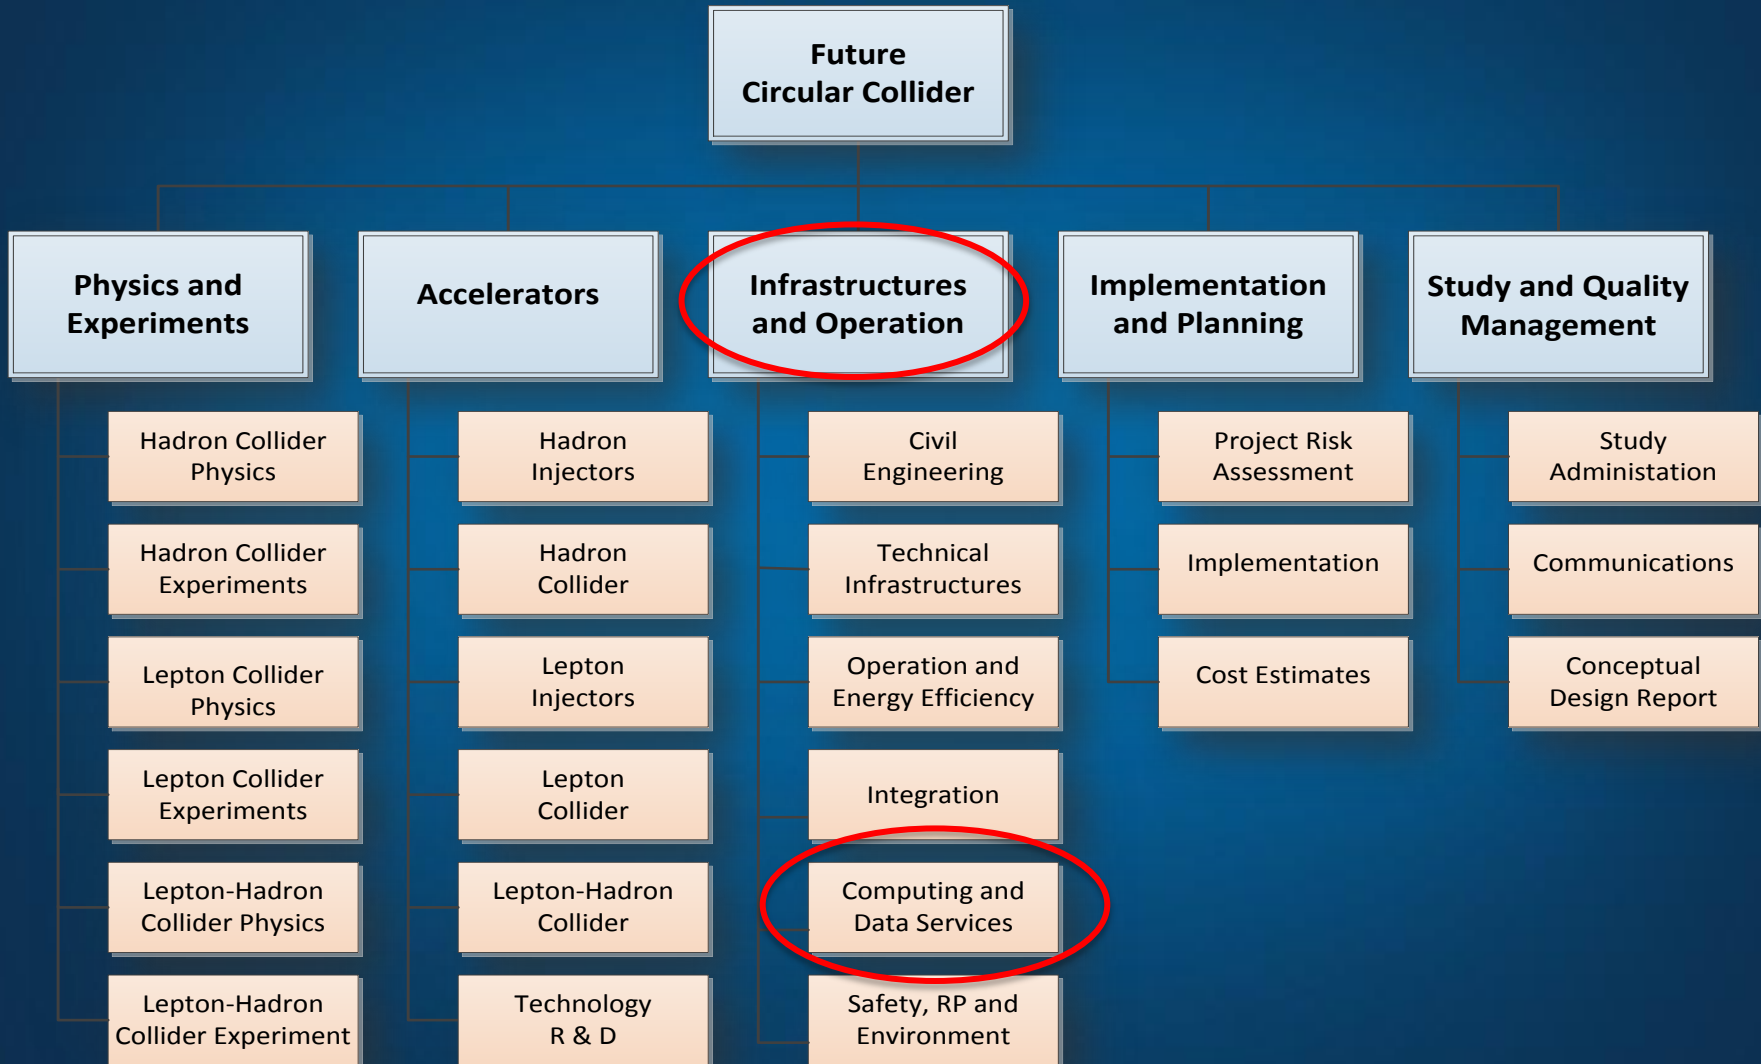 Future
Circular Collider
Physics and
Experiments
Accelerators
Infrastructures
and Operation
Implementation
and Planning
Study and Quality
Management
Hadron Collider
Physics
Hadron Collider
Experiments
Lepton Collider
Physics
Lepton Collider
Experiments
Lepton-Hadron
Collider Physics
Lepton-Hadron
Collider Experiment
Hadron
Injectors
Hadron
Collider
Lepton
Injectors
Lepton
Collider
Lepton-Hadron
Collider
Technology
R & D
Civil
Engineering
Technical
Infrastructures
Operation and
Energy Efficiency
Integration
Computing and
Data Services
Safety, RP and
Environment
Project Risk
Assessment
Implementation
Cost Estimates
Study
Administation
Communications
Conceptual
Design Report